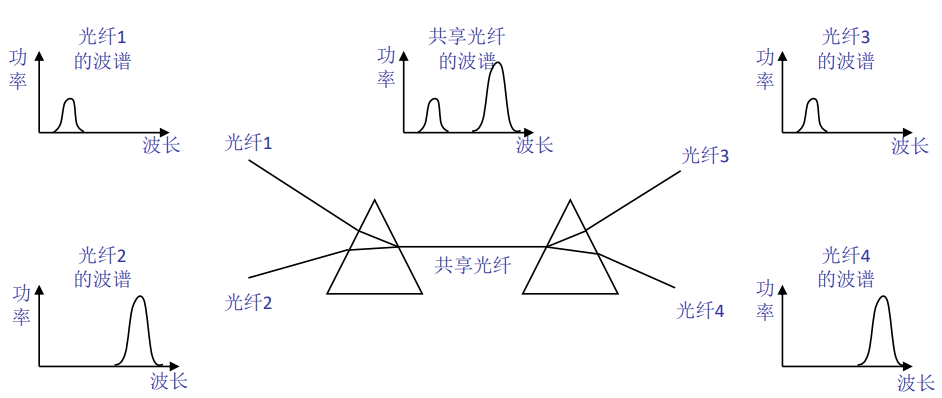 光纤1
的波谱
功
率
波长
共享光纤
的波谱
功
率
波长
光纤3
的波谱
功
率
波长
光纤1
光纤3
共享光纤
光纤2
光纤4
光纤2
的波谱
功
率
波长
光纤4
的波谱
功
率
波长